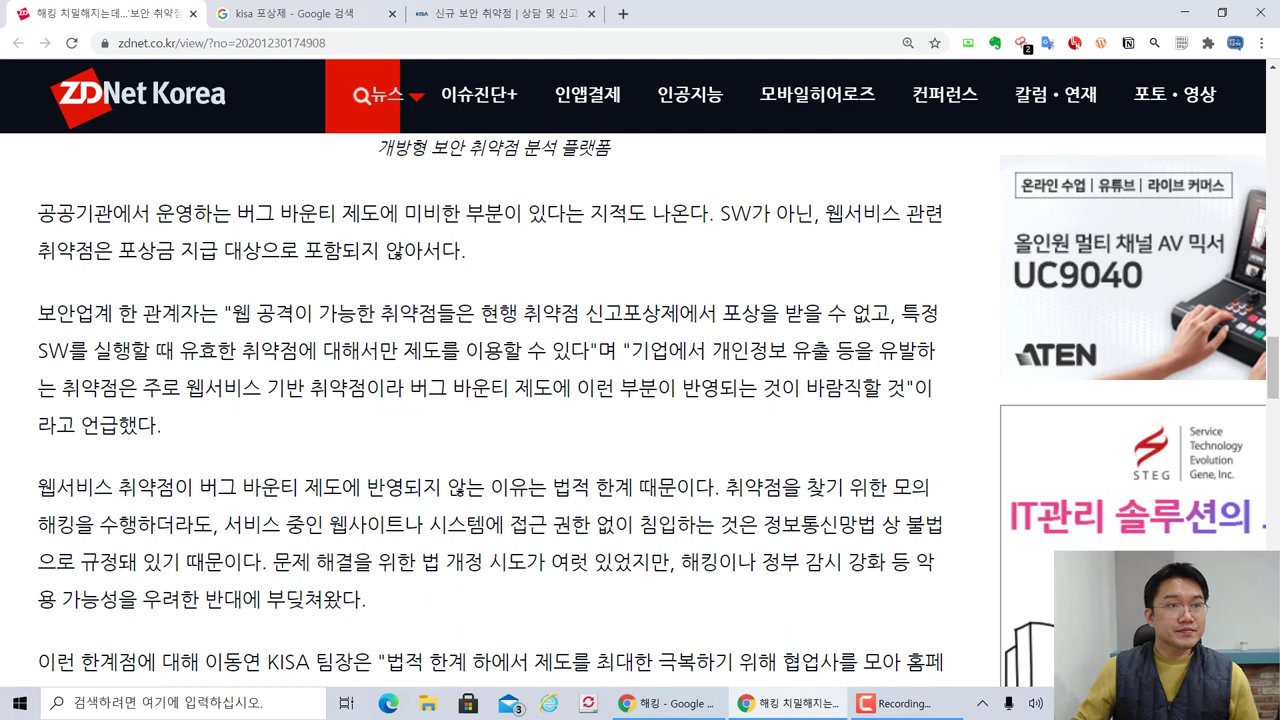 해킹 치밀해지는데...'보안 취약점
kisa 포상제 - Google 검색
KISA 신규 보안 취약점 | 상담 및 신고
zdnet.co.kr/view/?no=20201230174908
2
ZDNet Korea
뉴스
이슈진단+
인앱결제
인공지능
모바일히어로즈
컨퍼런스
칼럼・연재
포토・영상
개방형 보안 취약점 분석 플랫폼
공공기관에서 운영하는 버그 바운티 제도에 미비한 부분이 있다는 지적도 나온다. SW가 아닌, 웹서비스 관련
취약점은 포상금 지급 대상으로 포함되지 않아서다.
보안업계 한 관계자는 "웹 공격이 가능한 취약점들은 현행 취약점 신고포상제에서 포상을 받을 수 없고, 특정
SW를 실행할 때 유효한 취약점에 대해서만 제도를 이용할 수 있다"며 "기업에서 개인정보 유출 등을 유발하
는 취약점은 주로 웹서비스 기반 취약점이라 버그 바운티 제도에 이런 부분이 반영되는 것이 바람직할 것"이
라고 언급했다.
웹서비스 취약점이 버그 바운티 제도에 반영되지 않는 이유는 법적 한계 때문이다. 취약점을 찾기 위한 모의
해킹을 수행하더라도, 서비스 중인 웹사이트나 시스템에 접근 권한 없이 침입하는 것은 정보통신망법 상 불법
으로 규정돼 있기 때문이다. 문제 해결을 위한 법 개정 시도가 여럿 있었지만, 해킹이나 정부 감시 강화 등 악
용 가능성을 우려한 반대에 부딪쳐왔다.
이런 한계점에 대해 이동연 KISA 팀장은 "법적 한계 하에서 제도를 최대한 극복하기 위해 협업사를 모아 홈페
온라인 수업 | 유튜브 | 라이브 커머스
올인원 멀티 채널 AV 믹서
UC9040
ATEN
STEG
Service
Technology
Evolution
Gene, Inc.
IT관리 솔루션의
검색하려면 여기에 입력하십시오.
3
해킹 - Google ...
해킹 치밀해지는...
Recording...